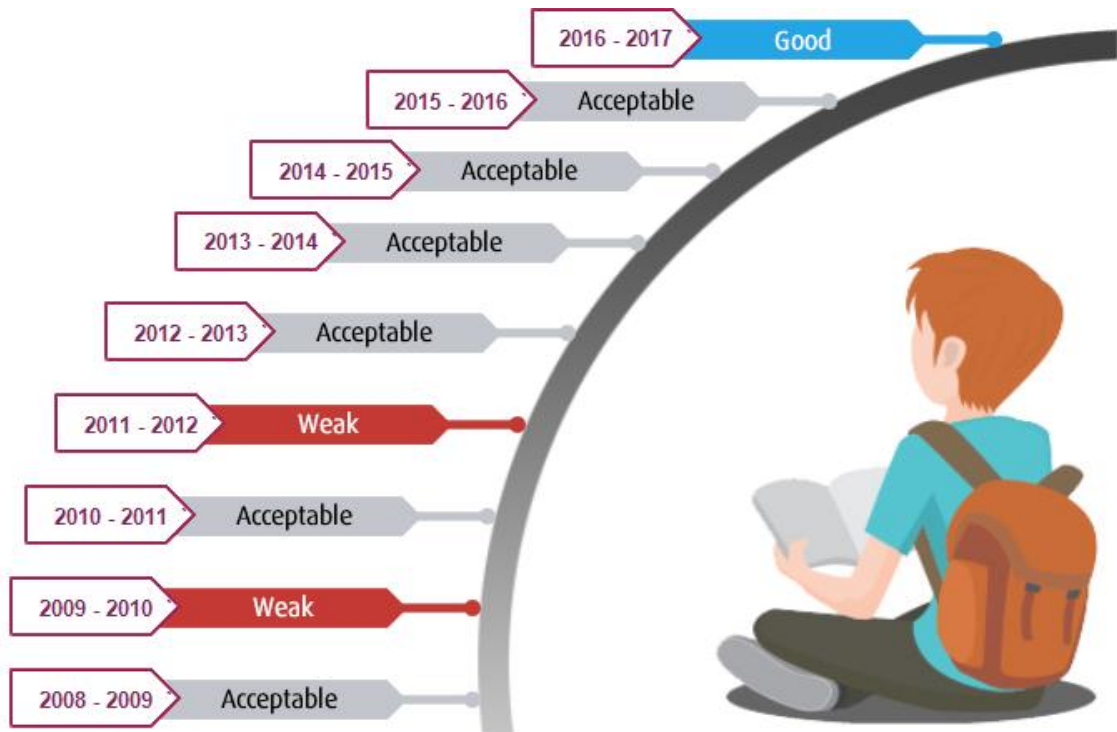 2016 - 2017 Good
2015 - 2016 Acceptable
2014 - 2015 Acceptable
2013 - 2014 Acceptable
2012 - 2013 Acceptable
2011 - 2012 Weak
2010 - 2011 Acceptable
2009 - 2010 Weak
2008 - 2009 Acceptable